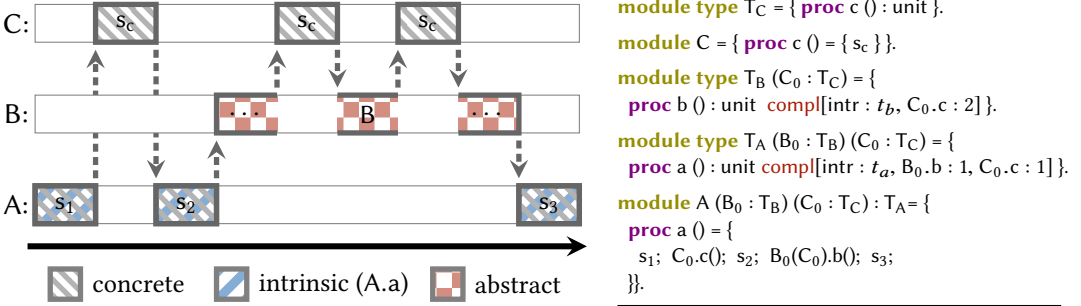 C:
s_c
s_c
s_c
B:
...
B
...
A:
s_1
s_2
s_3
concrete
intrinsic (A.a)
abstract
module type T_C = { proc c () : unit }.
module C = { proc c () = { s_c } }.
module type T_B (C_0 : T_C) = {
proc b () : unit compl[intr : t_b, C_0.c : 2] }.
module type T_A (B_0 : T_B) (C_0 : T_C) = {
proc a () : unit compl[intr : t_a, B_0.b : 1, C_0.c : 1] }.
module A (B_0 : T_B) (C_0 : T_C) : T_A= {
proc a () = {
s_1; C_0.c(); s_2; B_0(C_0).b(); s_3;
}}.